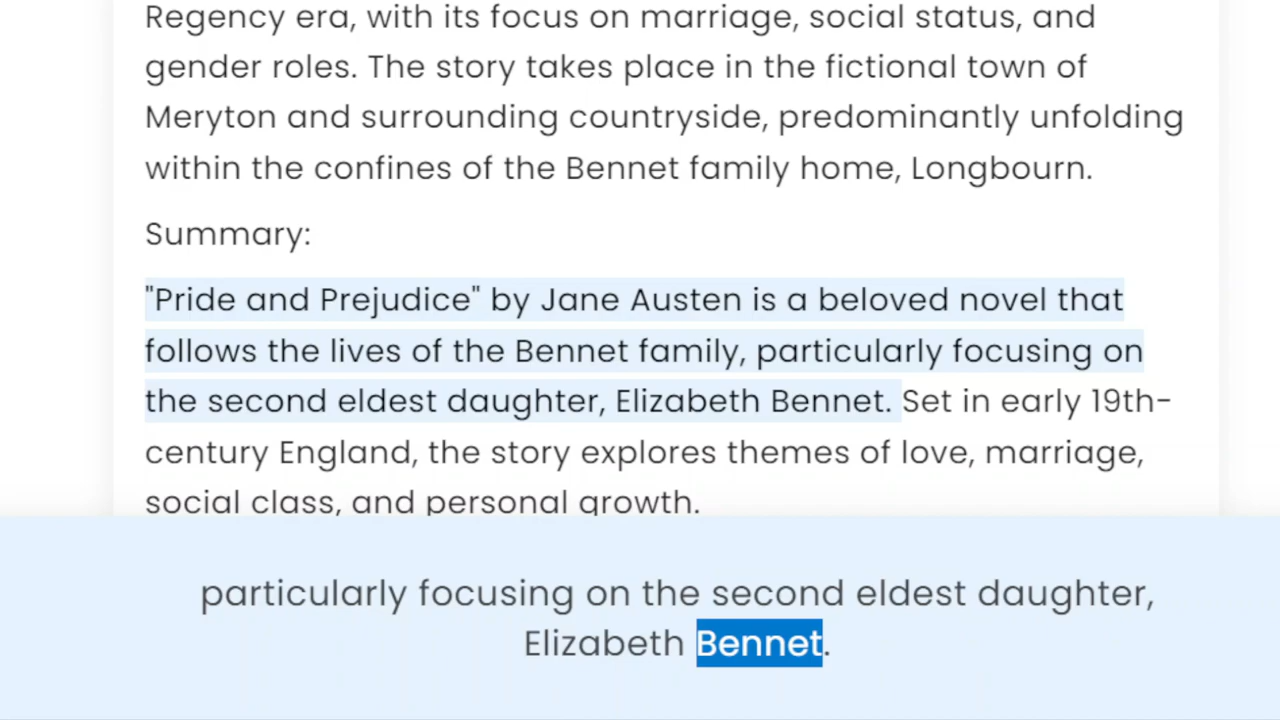 Regency era, with its focus on marriage, social status, and
gender roles. The story takes place in the fictional town of
Meryton and surrounding countryside, predominantly unfolding
within the confines of the Bennet family home, Longbourn.
Summary:
"Pride and Prejudice" by Jane Austen is a beloved novel that
follows the lives of the Bennet family, particularly focusing on
the second eldest daughter, Elizabeth Bennet. Set in early 19th-
century England, the story explores themes of love, marriage,
social class, and personal growth.
particularly focusing on the second eldest daughter,
Elizabeth Bennet.